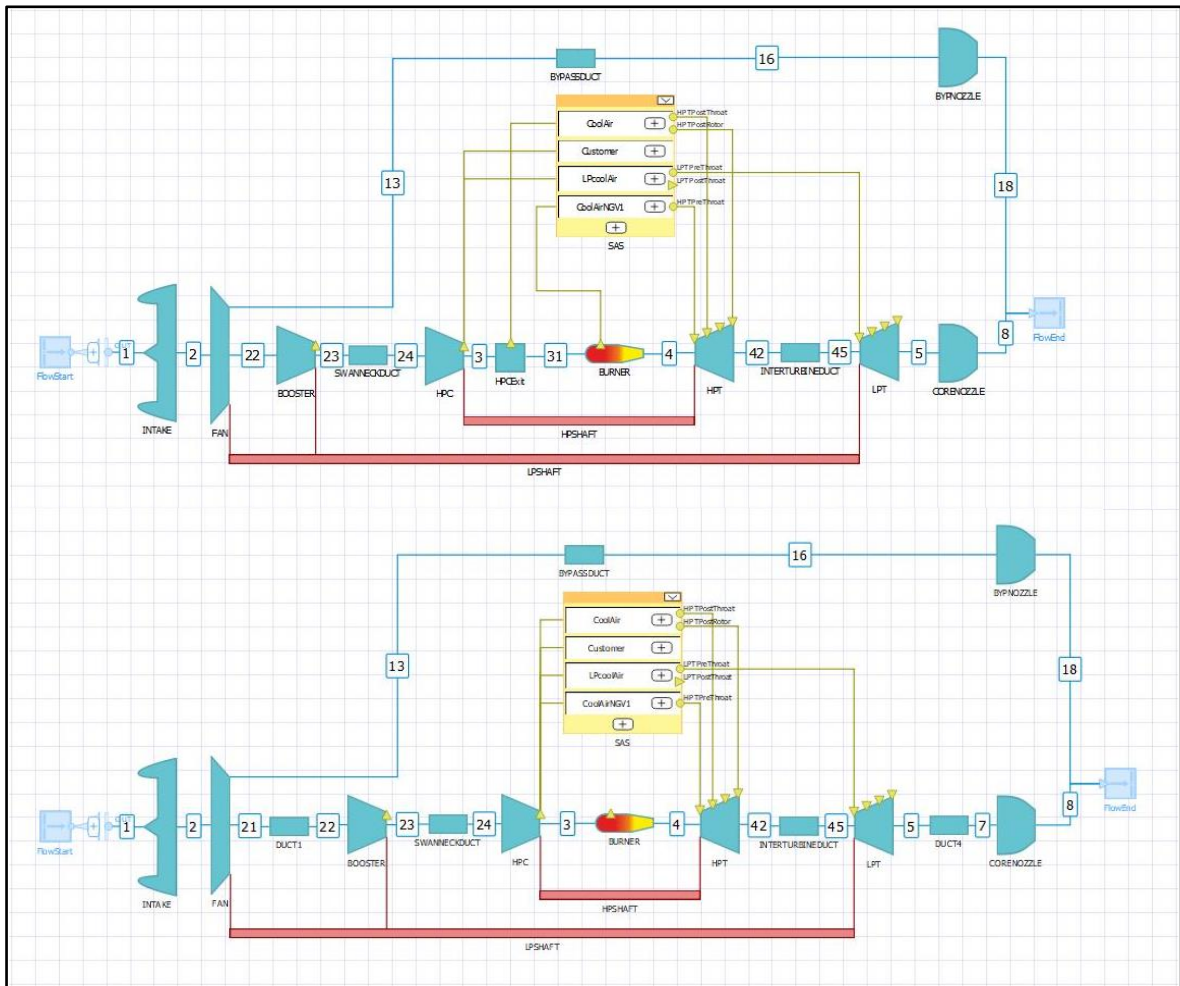 16
BYPASSDUCT
BYPNOZZLE
HPTPostThroat
CoolAir
HPTPostRotor
Customer
LPTPreThroat
LPcoolAir
LPTPostThroat
13
18
CoolAirNGV1
HPTPreThroat
SAS
FlowStart
1
2
22
23
24
3
31
4
42
45
5
8
FlowEnd
SWANNECKDUCT
HPCExit
BURNER
INTERTURBINEDUCT
BOOSTER
HPC
HPT
LPT
CORENOZZLE
INTAKE
FAN
HPSHAFT
LPSHAFT
16
BYPASSDUCT
BYPNOZZLE
HPTPostThroat
CoolAir
HPTPostRotor
Customer
13
LPTPreThroat
18
LPcoolAir
LPTPostThroat
CoolAirNGV1
HPTPreThroat
SAS
FlowStart
1
2
21
22
23
24
3
4
42
45
5
7
8
FlowEnd
DUCT1
SWANNECKDUCT
BURNER
INTERTURBINEDUCT
DUCT4
BOOSTER
HPC
HPT
LPT
CORENOZZLE
INTAKE
FAN
HPSHAFT
LPSHAFT